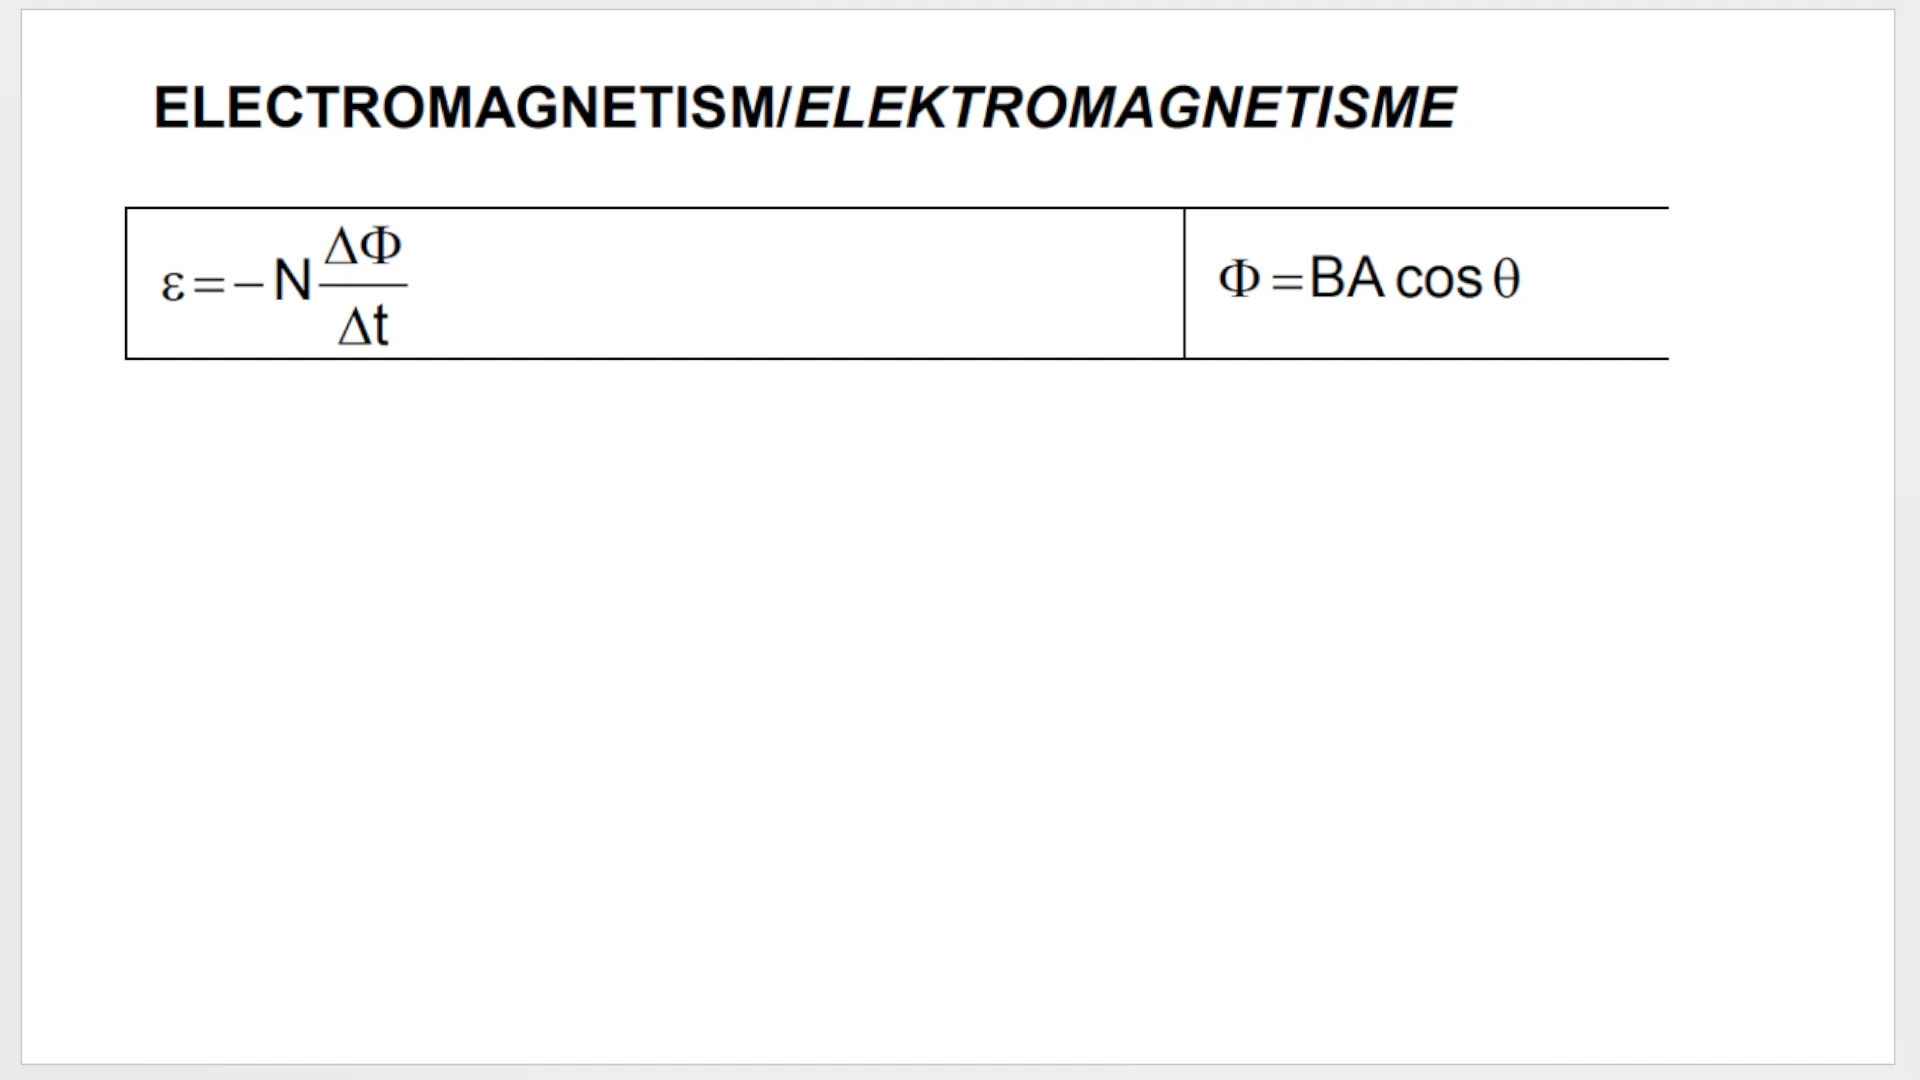 ELECTROMAGNETISM/ELEKTROMAGNETISME
ε = −N ΔΦ/Δt
Φ = BA cos θ